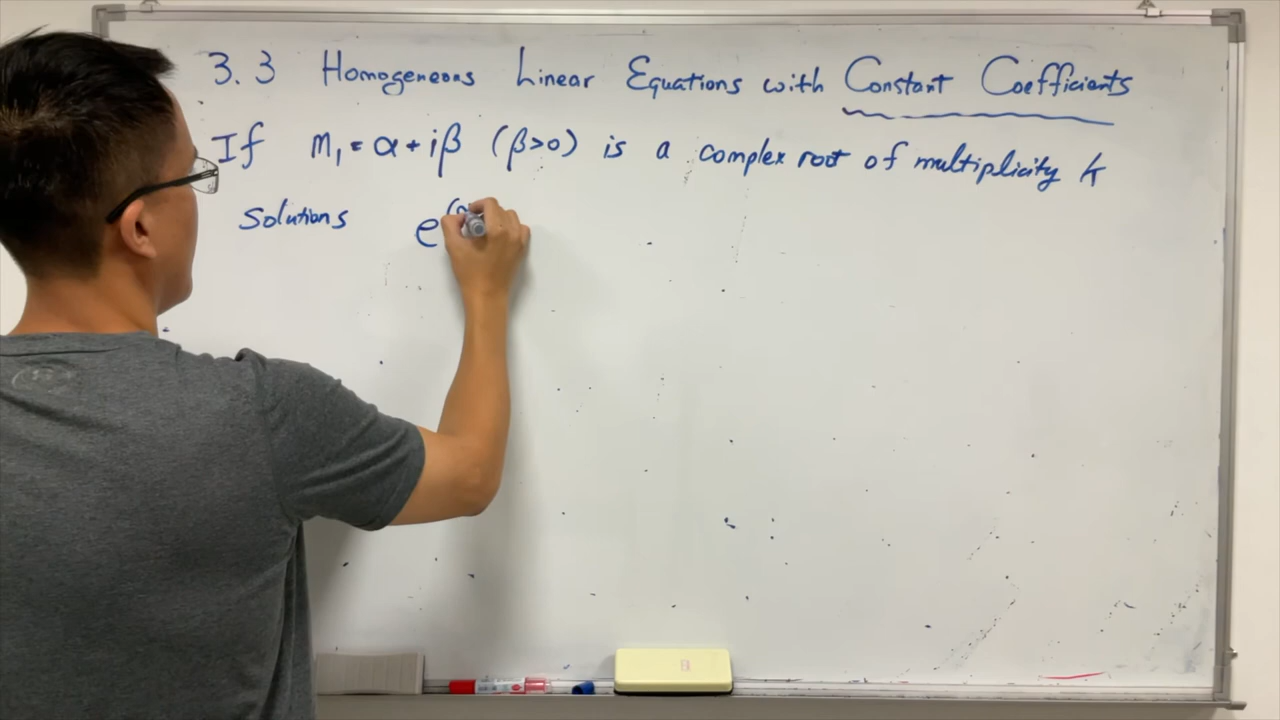 3.3 Homogeneous Linear Equations with Constant Coefficients
If m₁ = α + iβ (β>0) is a complex root of multiplicity k
Solutions e^(